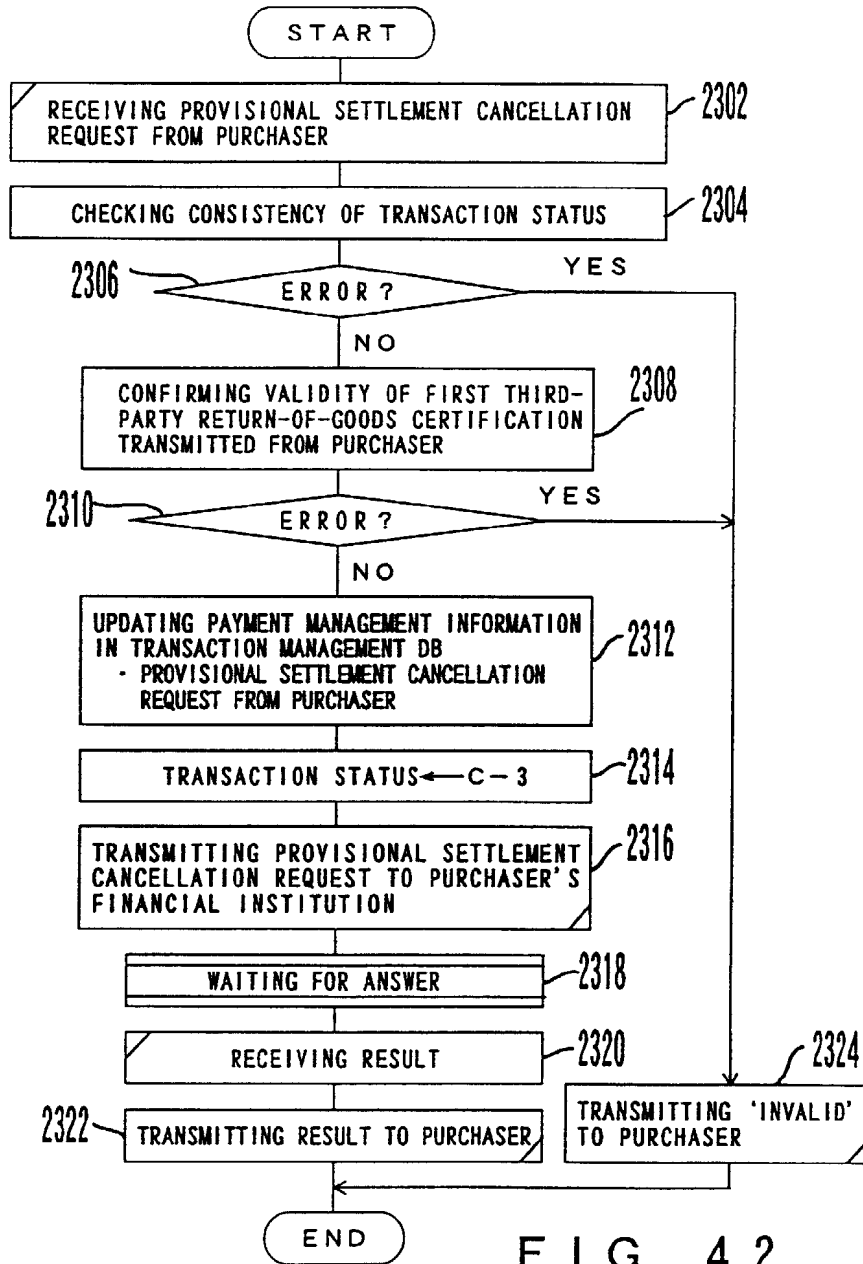 START
RECEIVING PROVISIONAL SETTLEMENT CANCELLATION
REQUEST FROM PURCHASER
2302
CHECKING CONSISTENCY OF TRANSACTION STATUS
2304
2306
ERROR?
YES
NO
CONFIRMING VALIDITY OF FIRST THIRD-
PARTY RETURN-OF-GOODS CERTIFICATION
TRANSMITTED FROM PURCHASER
2308
2310
ERROR?
YES
NO
UPDATING PAYMENT MANAGEMENT INFORMATION
IN TRANSACTION MANAGEMENT DB
· PROVISIONAL SETTLEMENT CANCELLATION
REQUEST FROM PURCHASER
2312
TRANSACTION STATUS←C-3
2314
TRANSMITTING PROVISIONAL SETTLEMENT
CANCELLATION REQUEST TO PURCHASER'S
FINANCIAL INSTITUTION
2316
WAITING FOR ANSWER
2318
RECEIVING RESULT
2320
2322
TRANSMITTING RESULT TO PURCHASER
2324
TRANSMITTING 'INVALID'
TO PURCHASER
END
FIG. 42